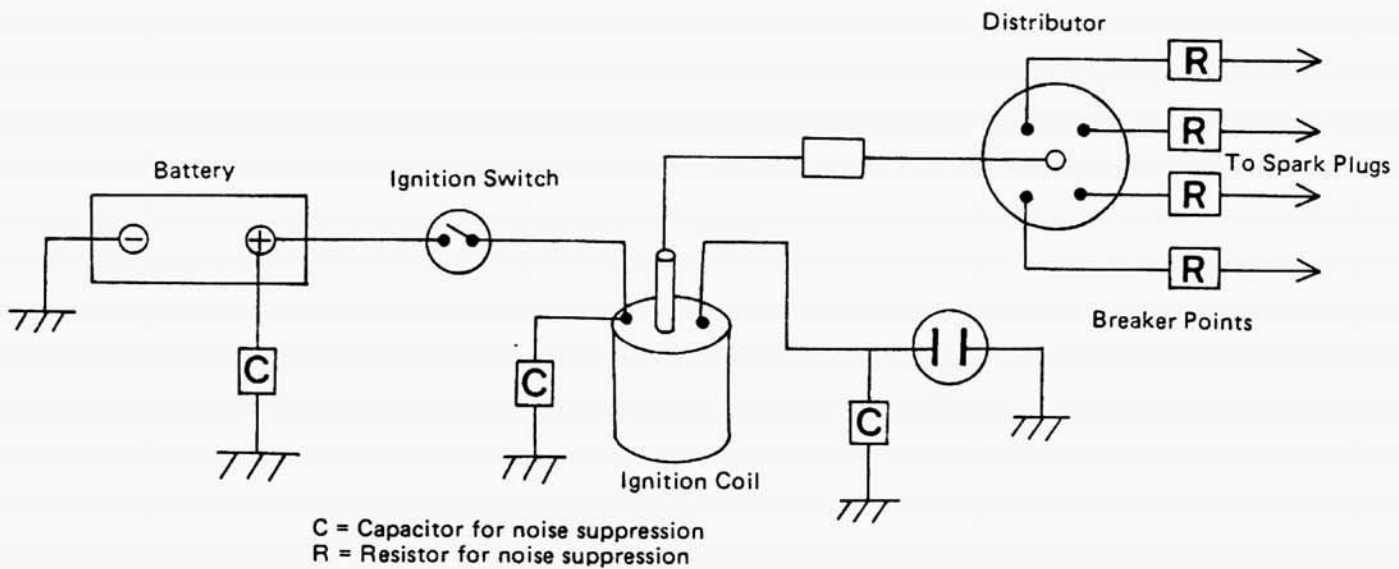 Distributor
R
R
To Spark Plugs
R
R
Breaker Points
Battery
Ignition Switch
C
C
C
Ignition Coil
C = Capacitor for noise suppression
R = Resistor for noise suppression